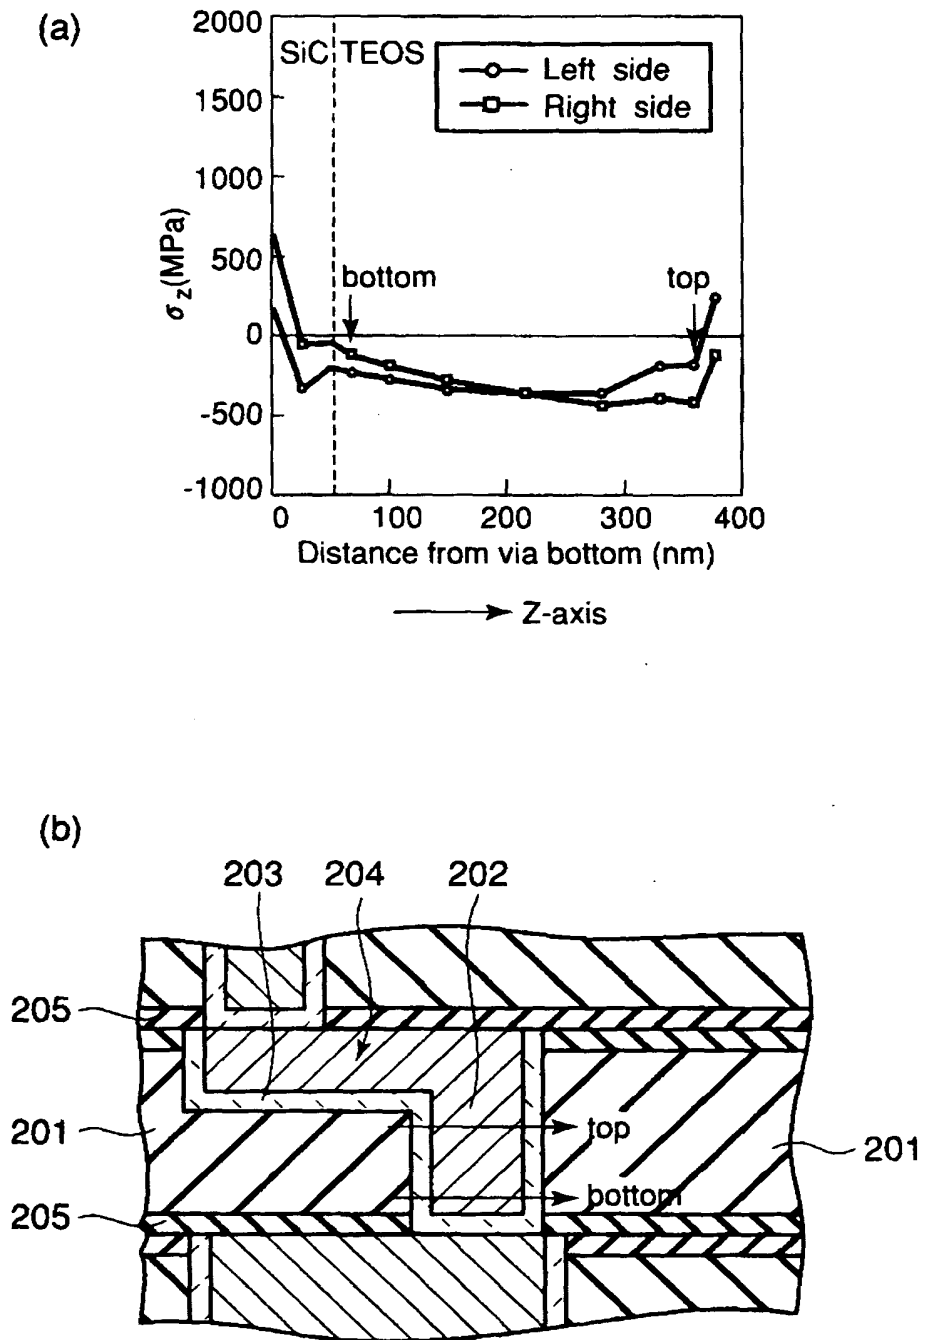 (a)
2000
SiC TEOS
Left side
Right side
1500
1000
500
0
-500
-1000
σz(MPa)
bottom
top
0 100 200 300 400
Distance from via bottom (nm)
Z-axis
(b)
203 204 202
205
201
top
201
bottom
205